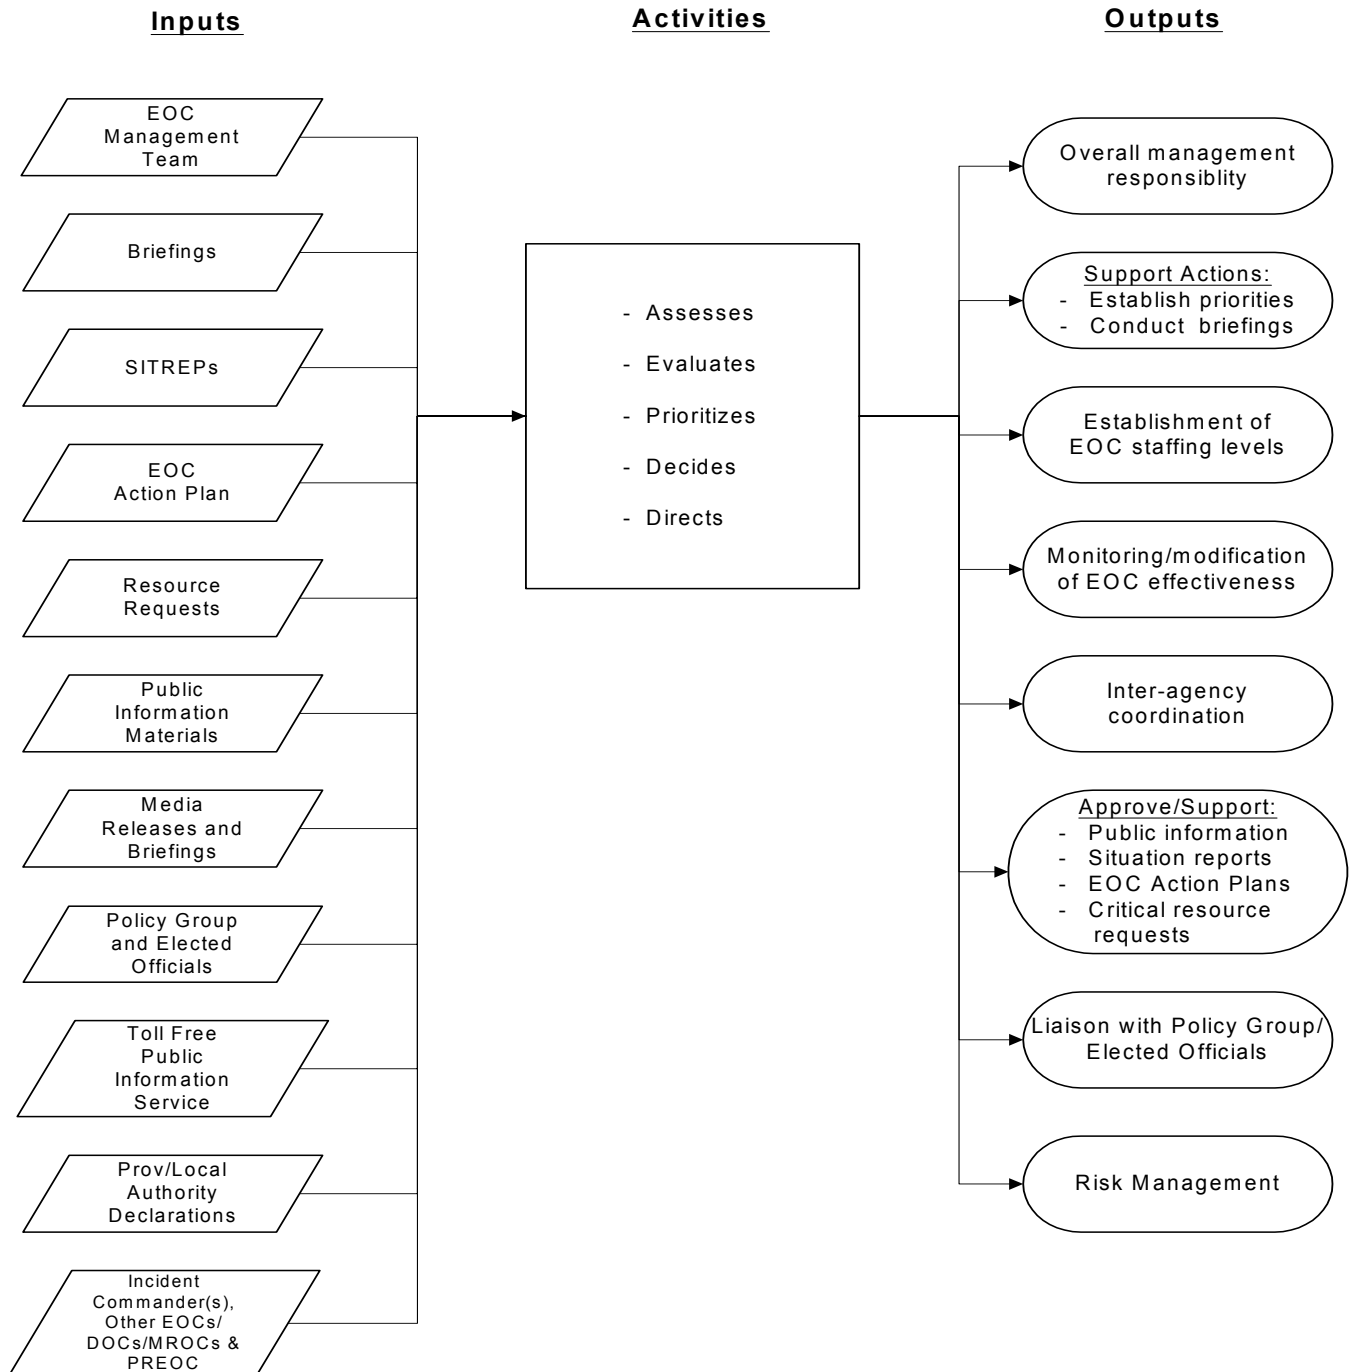 Inputs
Activities
Outputs
EOC
Management
Team
Briefings
SITREPs
EOC
Action Plan
Resource
Requests
Public
Information
Materials
Media
Releases and
Briefings
Policy Group
and Elected
Officials
Toll Free
Public
Information
Service
Prov/Local
Authority
Declarations
Incident
Commander(s),
Other EOCs/
DOCs/MROCs &
PREOC
- Assesses
- Evaluates
- Prioritizes
- Decides
- Directs
Overall management
responsiblity
Support Actions:
- Establish priorities
- Conduct briefings
Establishment of
EOC staffing levels
Monitoring/modification
of EOC effectiveness
Inter-agency
coordination
Approve/Support:
- Public information
- Situation reports
- EOC Action Plans
- Critical resource
requests
Liaison with Policy Group/
Elected Officials
Risk Management